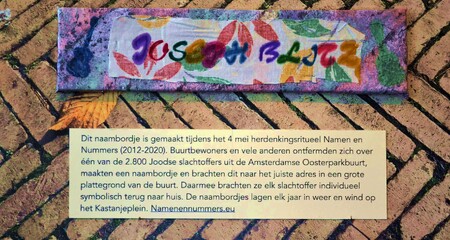 JOSEPH BLITZ
Dit naambordje is gemaakt tijdens het 4 mei herdenkingsritueel Namen en
Nummers (2012-2020). Buurtbewoners en vele anderen ontfermden zich over
één van de 2.800 Joodse slachtoffers uit de Amsterdamse Oosterparkbuurt,
maakten een naambordje en brachten dit naar het juiste adres in een grote
plattegrond van de buurt. Daarmee brachten ze elk slachtoffer individueel
symbolisch terug naar huis. De naambordjes lagen elk jaar in weer en wind op
het Kastanjeplein. Namenennummers.eu